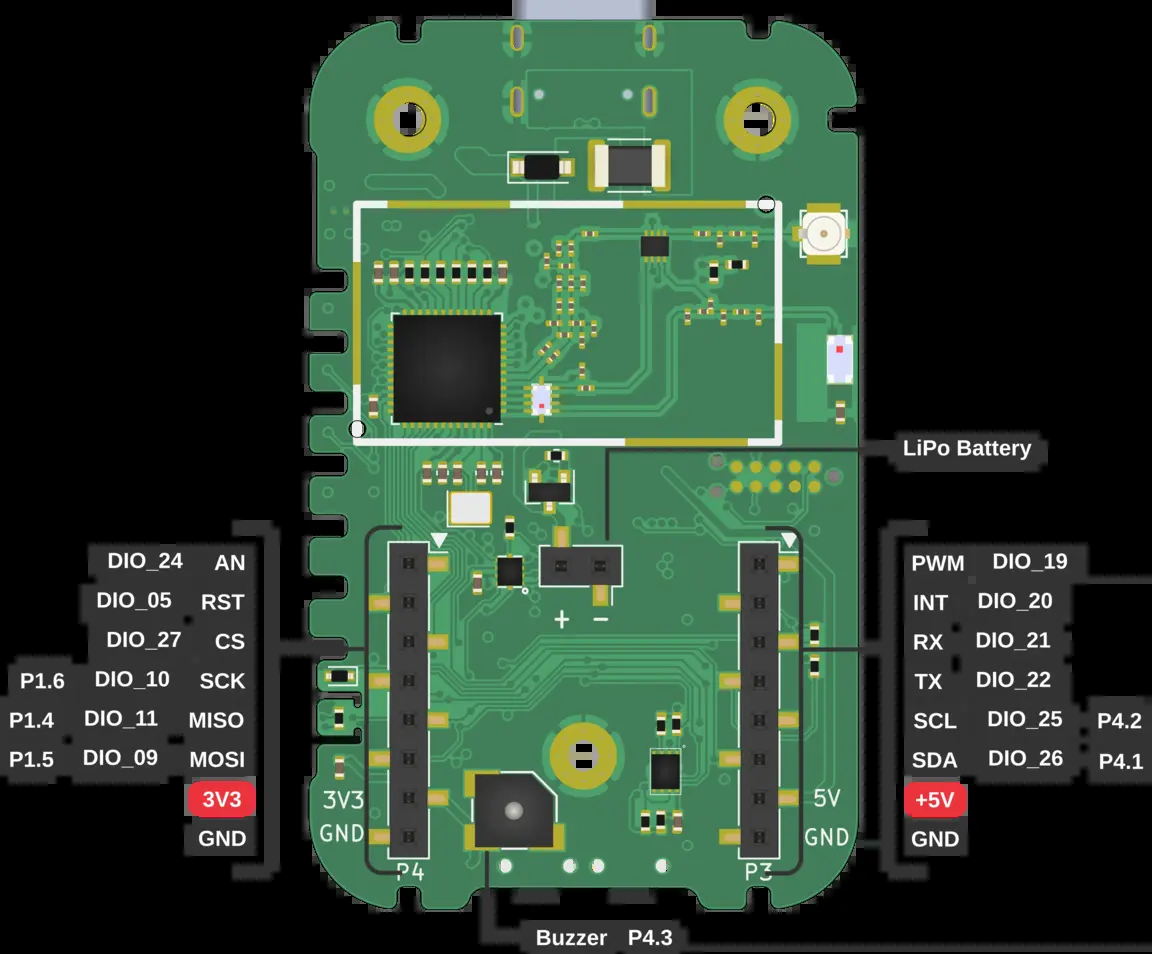 LiPo Battery
DIO_24 AN
DIO_05 RST
DIO_27 CS
P1.6 DIO_10 SCK
P1.4 DIO_11 MISO
P1.5 DIO_09 MOSI
3V3
GND
3V3
GND
P4
+ −
5V
GND
P3
PWM DIO_19
INT DIO_20
RX DIO_21
TX DIO_22
SCL DIO_25 P4.2
SDA DIO_26 P4.1
+5V
GND
Buzzer P4.3